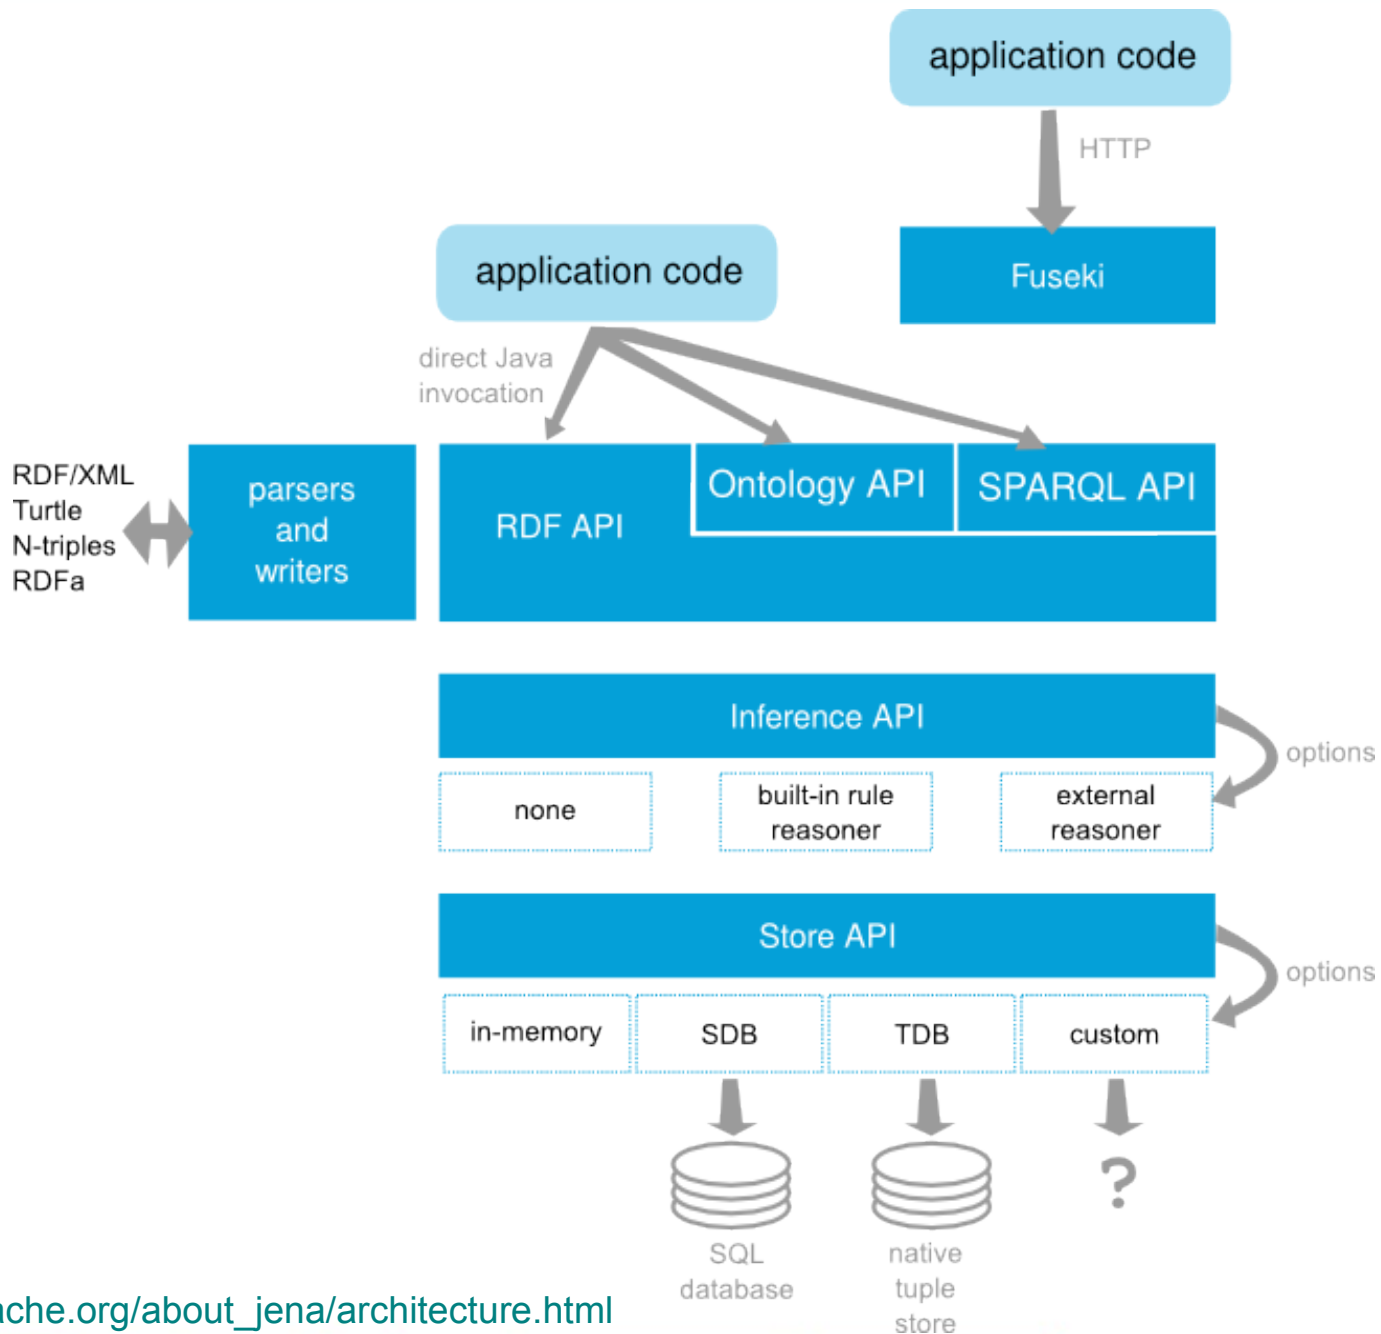 application code
HTTP
Fuseki
application code
direct Java
invocation
RDF/XML
Turtle
N-triples
RDFa
parsers
and
writers
RDF API
Ontology API
SPARQL API
Inference API
options
none
built-in rule
reasoner
external
reasoner
Store API
options
in-memory
SDB
TDB
custom
?
SQL
database
native
tuple
store
ache.org/about_jena/architecture.html